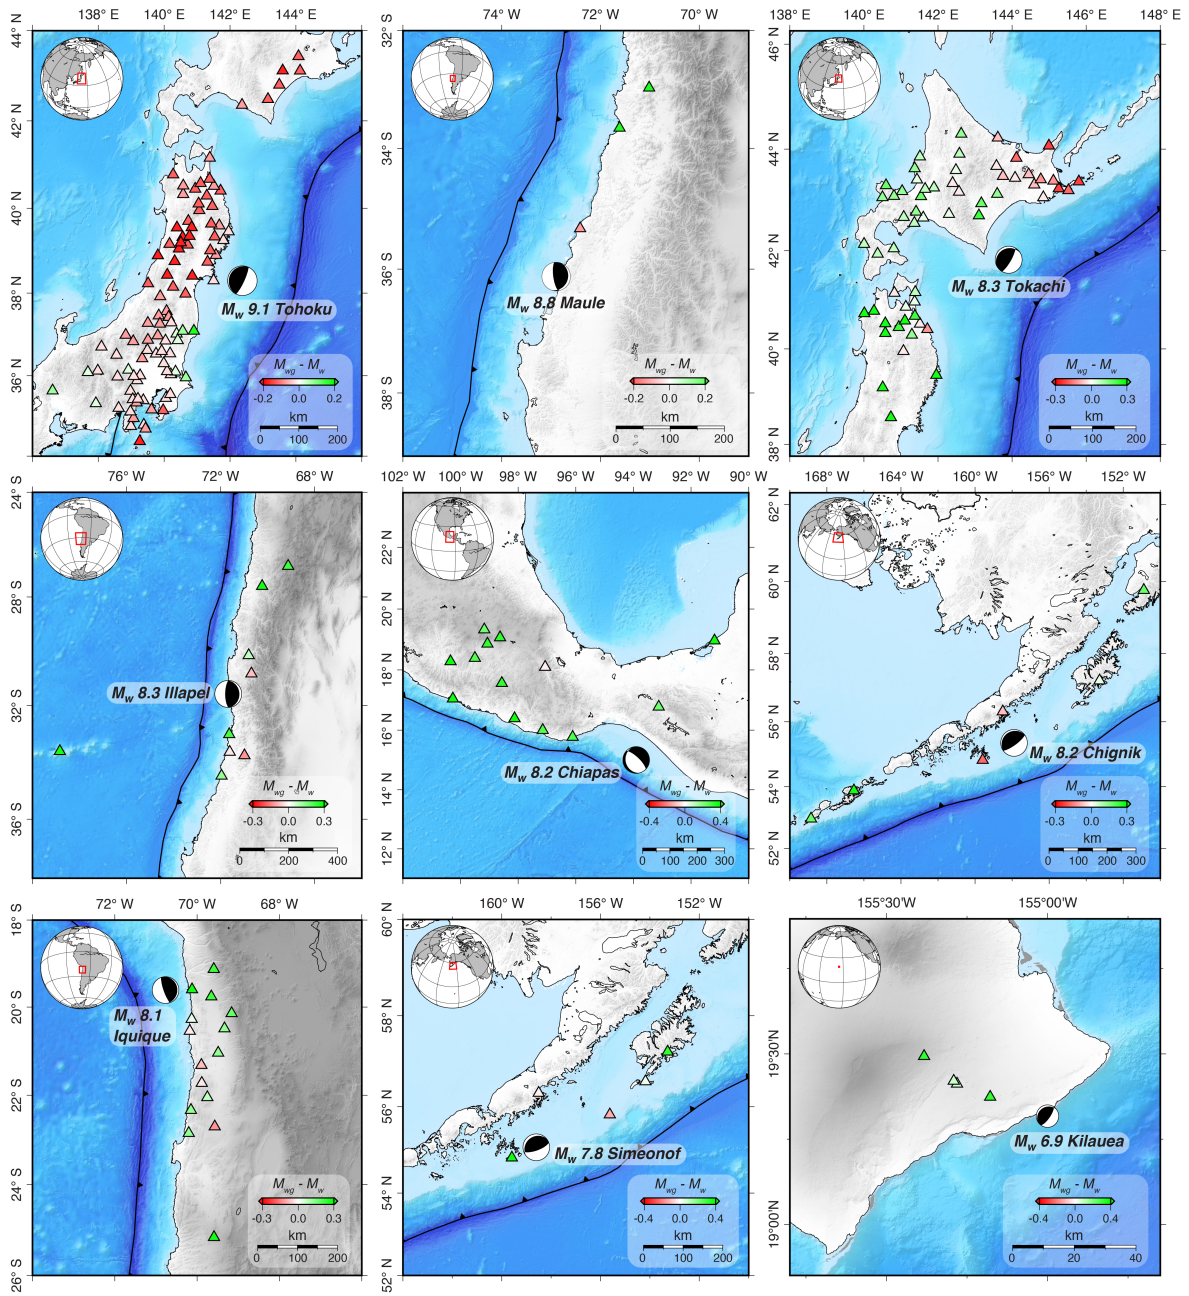 138° E 140° E 142° E 144° E
44° N
42° N
40° N
38° N
36° N
Mw 9.1 Tohoku
Mwg - Mw
-0.2 0.0 0.2
km
0 100 200
74° W 72° W 70° W
32° S
34° S
36° S
38° S
Mw 8.8 Maule
Mwg - Mw
-0.2 0.0 0.2
km
0 100 200
138° E 140° E 142° E 144° E 146° E 148° E
46° N
44° N
42° N
40° N
38° N
Mw 8.3 Tokachi
Mwg - Mw
-0.3 0.0 0.3
km
0 100 200
76° W 72° W 68° W
24° S
28° S
32° S
36° S
Mw 8.3 Illapel
Mwg - Mw
-0.3 0.0 0.3
km
0 200 400
102° W 100° W 98° W 96° W 94° W 92° W 90° W
22° N
20° N
18° N
16° N
14° N
12° N
Mw 8.2 Chiapas
Mwg - Mw
-0.4 0.0 0.4
km
0 100 200 300
168° W 164° W 160° W 156° W 152° W
62° N
60° N
58° N
56° N
54° N
52° N
Mw 8.2 Chignik
Mwg - Mw
-0.3 0.0 0.3
km
0 100 200 300
72° W 70° W 68° W
18° S
20° S
22° S
24° S
26° S
Mw 8.1
Iquique
Mwg - Mw
-0.3 0.0 0.3
km
0 100 200
160° W 156° W 152° W
60° N
58° N
56° N
54° N
52° N
Mw 7.8 Simeonof
Mwg - Mw
-0.4 0.0 0.4
km
0 100 200
155°30'W 155°00'W
19°30'N
19°00'N
Mw 6.9 Kilauea
Mwg - Mw
-0.4 0.0 0.4
km
0 20 40